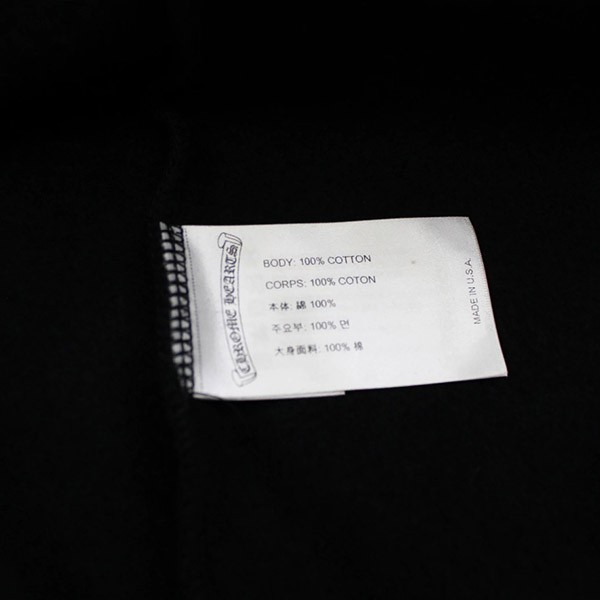 CHROME HEARTS
BODY: 100% COTTON
CORPS: 100% COTON
本体: 綿 100%
주요부: 100% 면
大身面料: 100% 棉
MADE IN U.S.A.